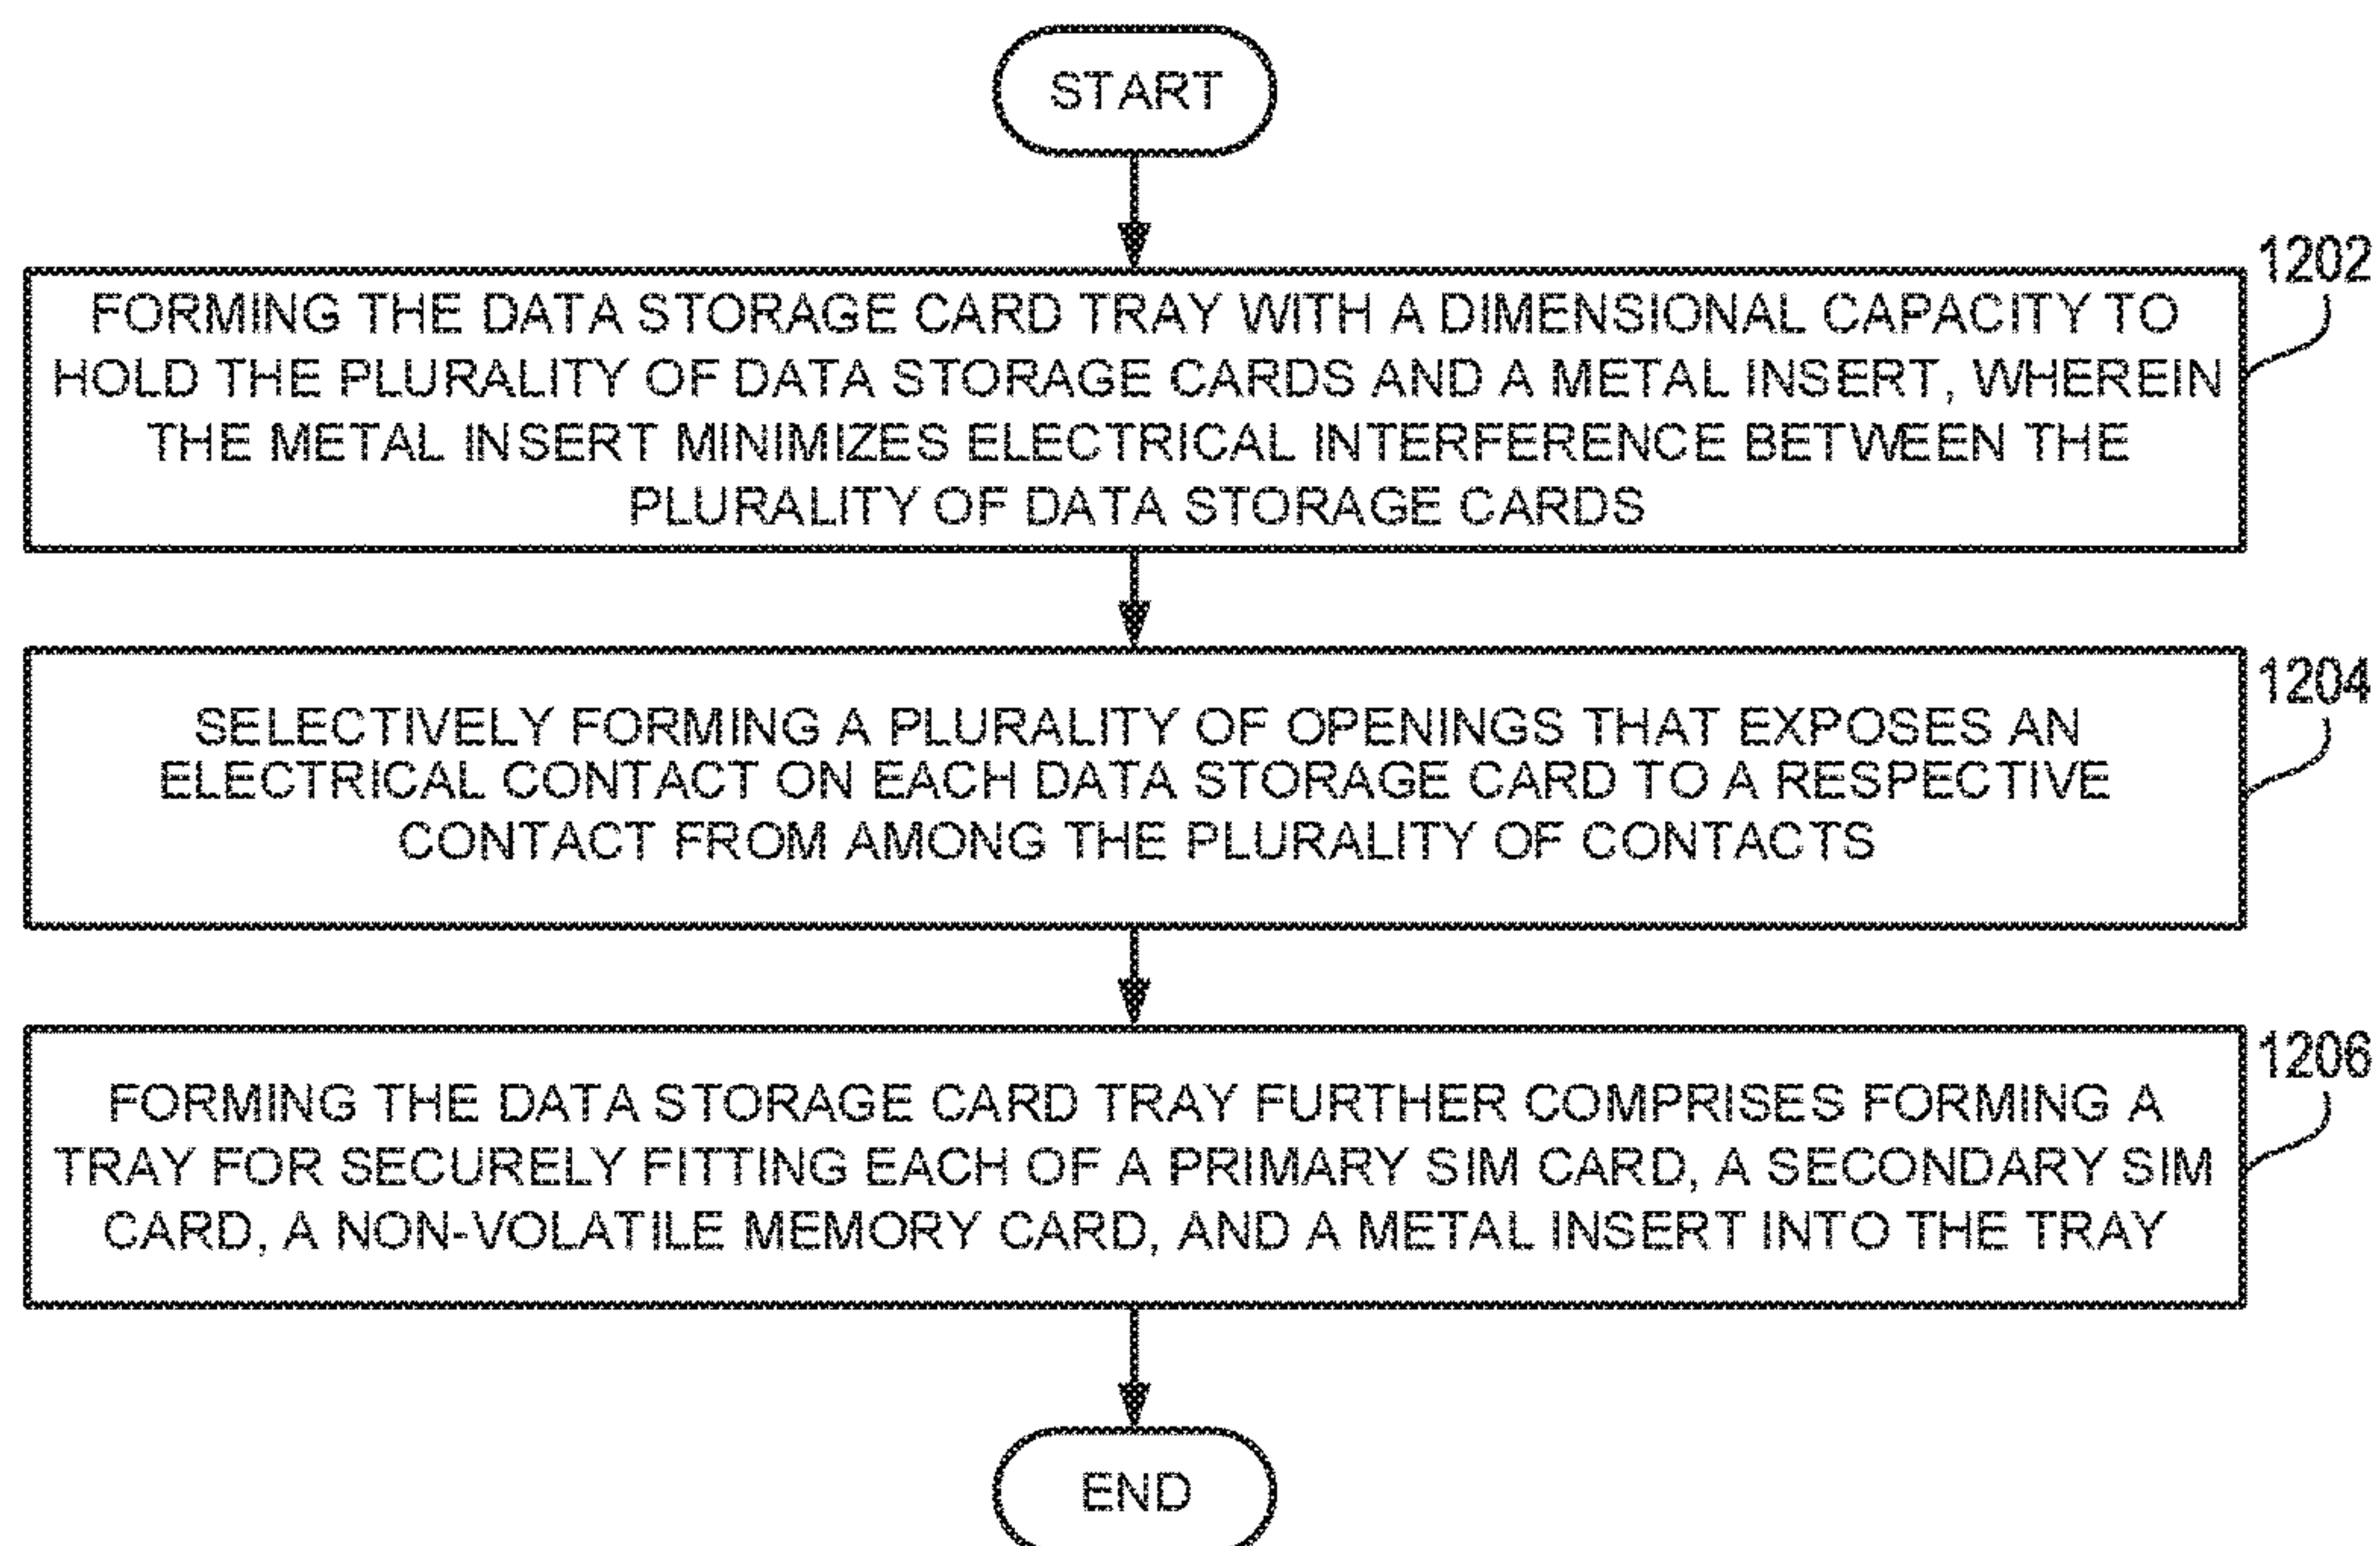 START
1202
FORMING THE DATA STORAGE CARD TRAY WITH A DIMENSIONAL CAPACITY TO
HOLD THE PLURALITY OF DATA STORAGE CARDS AND A METAL INSERT, WHEREIN
THE METAL INSERT MINIMIZES ELECTRICAL INTERFERENCE BETWEEN THE
PLURALITY OF DATA STORAGE CARDS
1204
SELECTIVELY FORMING A PLURALITY OF OPENINGS THAT EXPOSES AN
ELECTRICAL CONTACT ON EACH DATA STORAGE CARD TO A RESPECTIVE
CONTACT FROM AMONG THE PLURALITY OF CONTACTS
1206
FORMING THE DATA STORAGE CARD TRAY FURTHER COMPRISES FORMING A
TRAY FOR SECURELY FITTING EACH OF A PRIMARY SIM CARD, A SECONDARY SIM
CARD, A NON-VOLATILE MEMORY CARD, AND A METAL INSERT INTO THE TRAY
END